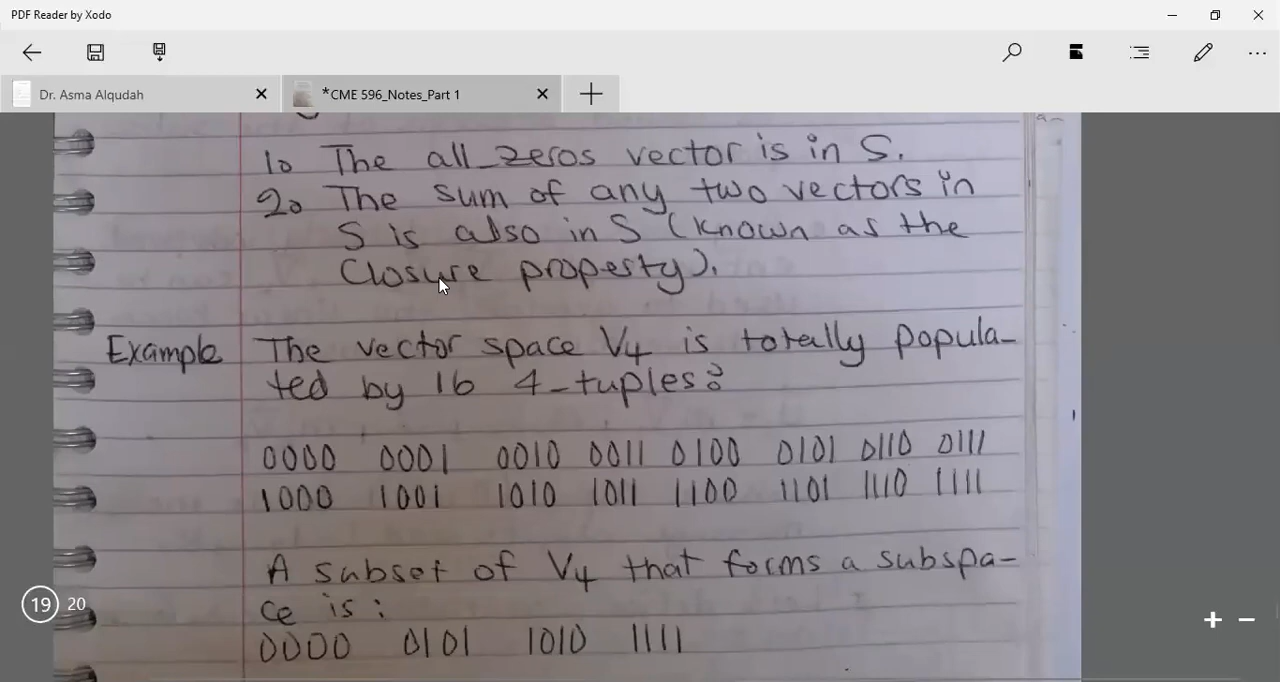 PDF Reader by Xodo
Dr. Asma Alqudah
*CME 596_Notes_Part 1
1. The all-zeros vector is in S.
2. The sum of any two vectors in
S is also in S (known as the
Closure property).
Example The vector space V4 is totally popula-
ted by 16 4-tuples:
0000 0001 0010 0011 0100 0101 0110 0111
1000 1001 1010 1011 1100 1101 1110 1111
A subset of V4 that forms a subspa-
ce is:
19 20
0000 0101 1010 1111